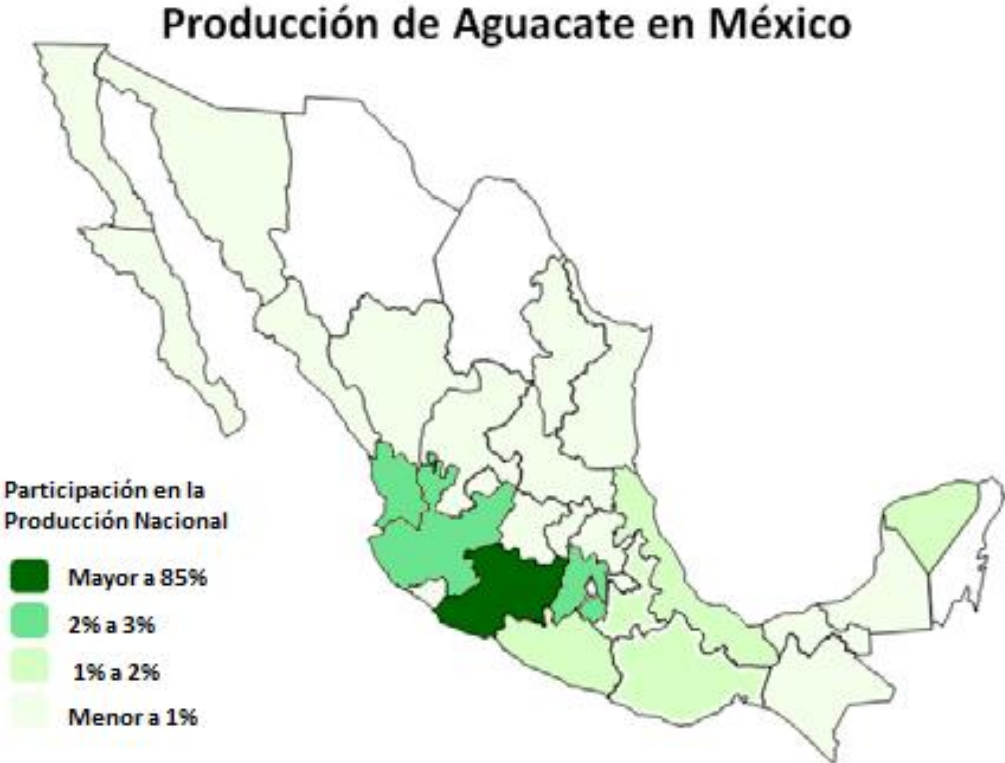 Producción de Aguacate en México
Participación en la
Producción Nacional
Mayor a 85%
2% a 3%
1% a 2%
Menor a 1%